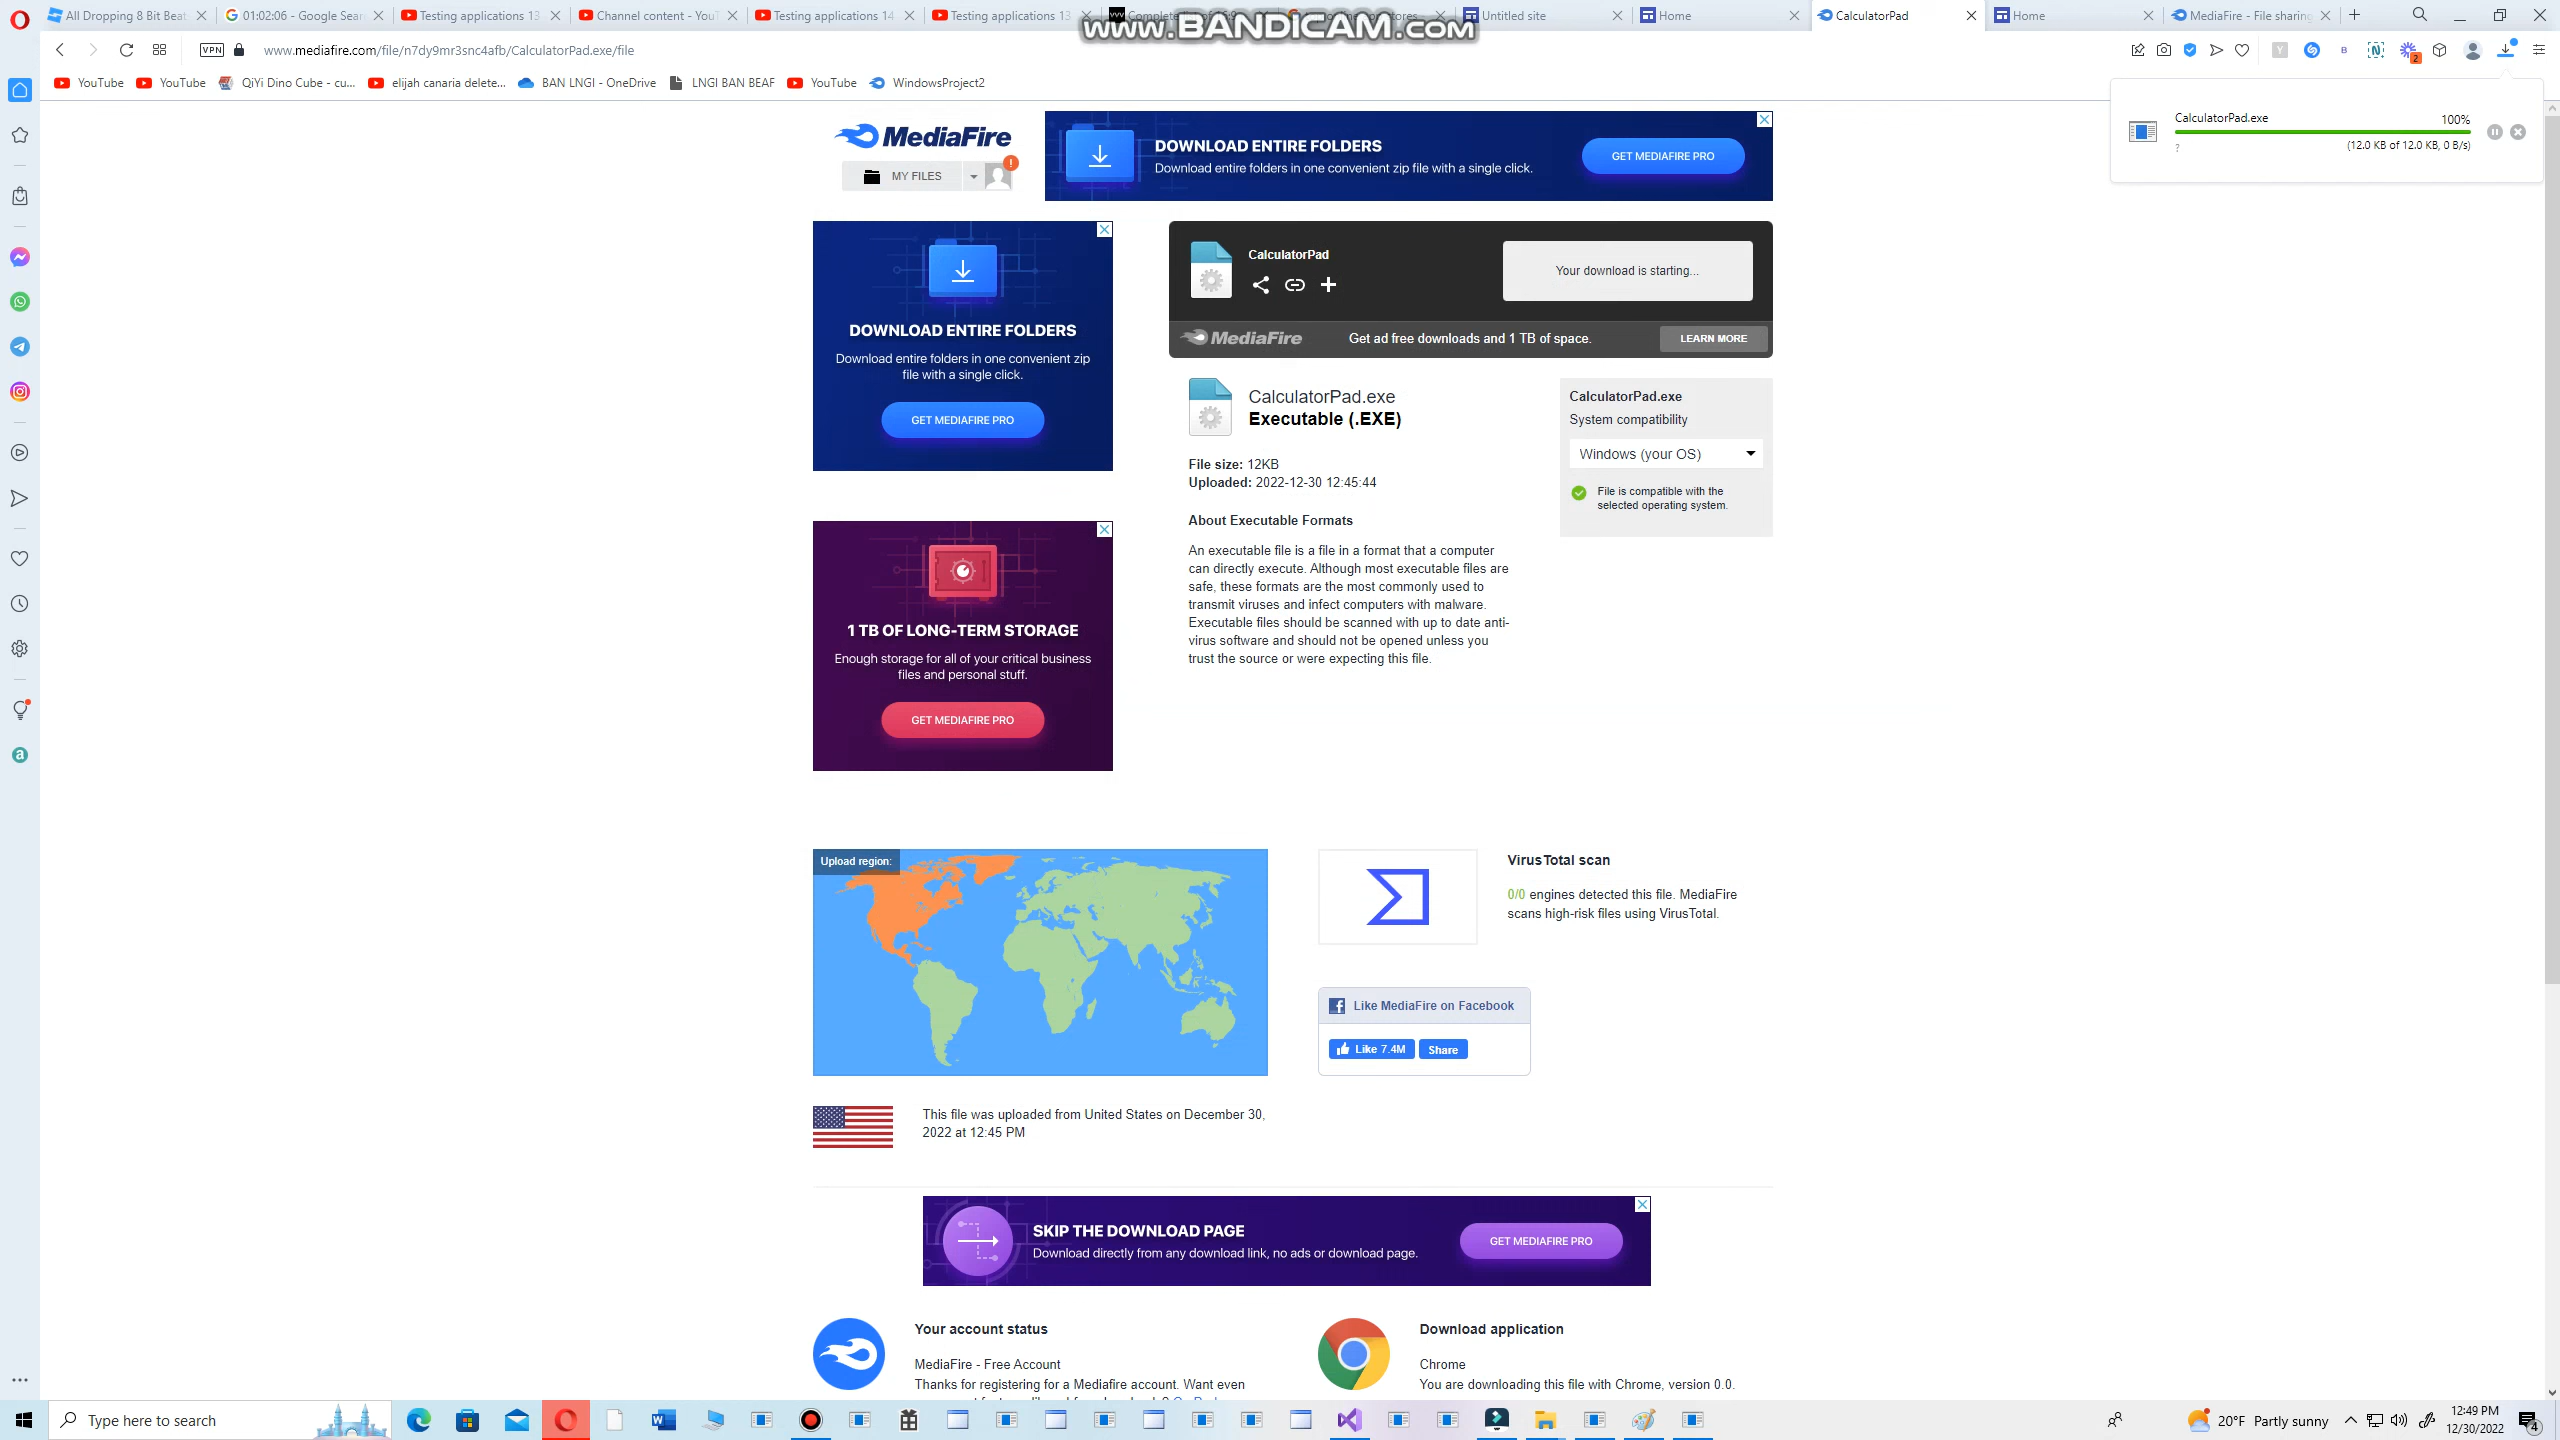 All Dropping 8 Bit Beat
01:02:06 - Google Sear
Testing applications 13
Channel content - YouT
Testing applications 14
Testing applications 13
Untitled site
Home
CalculatorPad
Home
MediaFire - File sharing
www.BANDICAM.com
VPN
www.mediafire.com/file/n7dy9mr3snc4afb/CalculatorPad.exe/file
2
YouTube
YouTube
QiYi Dino Cube - cu...
elijah canaria delete...
BAN LNGI - OneDrive
LNGI BAN BEAF
YouTube
WindowsProject2
CalculatorPad.exe
100%
?
(12.0 KB of 12.0 KB, 0 B/s)
MediaFire
MY FILES
!
DOWNLOAD ENTIRE FOLDERS
Download entire folders in one convenient zip file with a single click.
GET MEDIAFIRE PRO
DOWNLOAD ENTIRE FOLDERS
Download entire folders in one convenient zip
file with a single click.
GET MEDIAFIRE PRO
CalculatorPad
Your download is starting...
MediaFire
Get ad free downloads and 1 TB of space.
LEARN MORE
CalculatorPad.exe
Executable (.EXE)
File size: 12KB
Uploaded: 2022-12-30 12:45:44
About Executable Formats
An executable file is a file in a format that a computer
can directly execute. Although most executable files are
safe, these formats are the most commonly used to
transmit viruses and infect computers with malware.
Executable files should be scanned with up to date anti-
virus software and should not be opened unless you
trust the source or were expecting this file.
CalculatorPad.exe
System compatibility
Windows (your OS)
File is compatible with the
selected operating system.
1 TB OF LONG-TERM STORAGE
Enough storage for all of your critical business
files and personal stuff.
GET MEDIAFIRE PRO
Upload region:
VirusTotal scan
0/0 engines detected this file. MediaFire
scans high-risk files using VirusTotal.
Like MediaFire on Facebook
Like 7.4M
Share
This file was uploaded from United States on December 30,
2022 at 12:45 PM
SKIP THE DOWNLOAD PAGE
Download directly from any download link, no ads or download page.
GET MEDIAFIRE PRO
Your account status
MediaFire - Free Account
Thanks for registering for a Mediafire account. Want even
Download application
Chrome
You are downloading this file with Chrome, version 0.0.
Type here to search
20°F Partly sunny
12:49 PM
12/30/2022
4